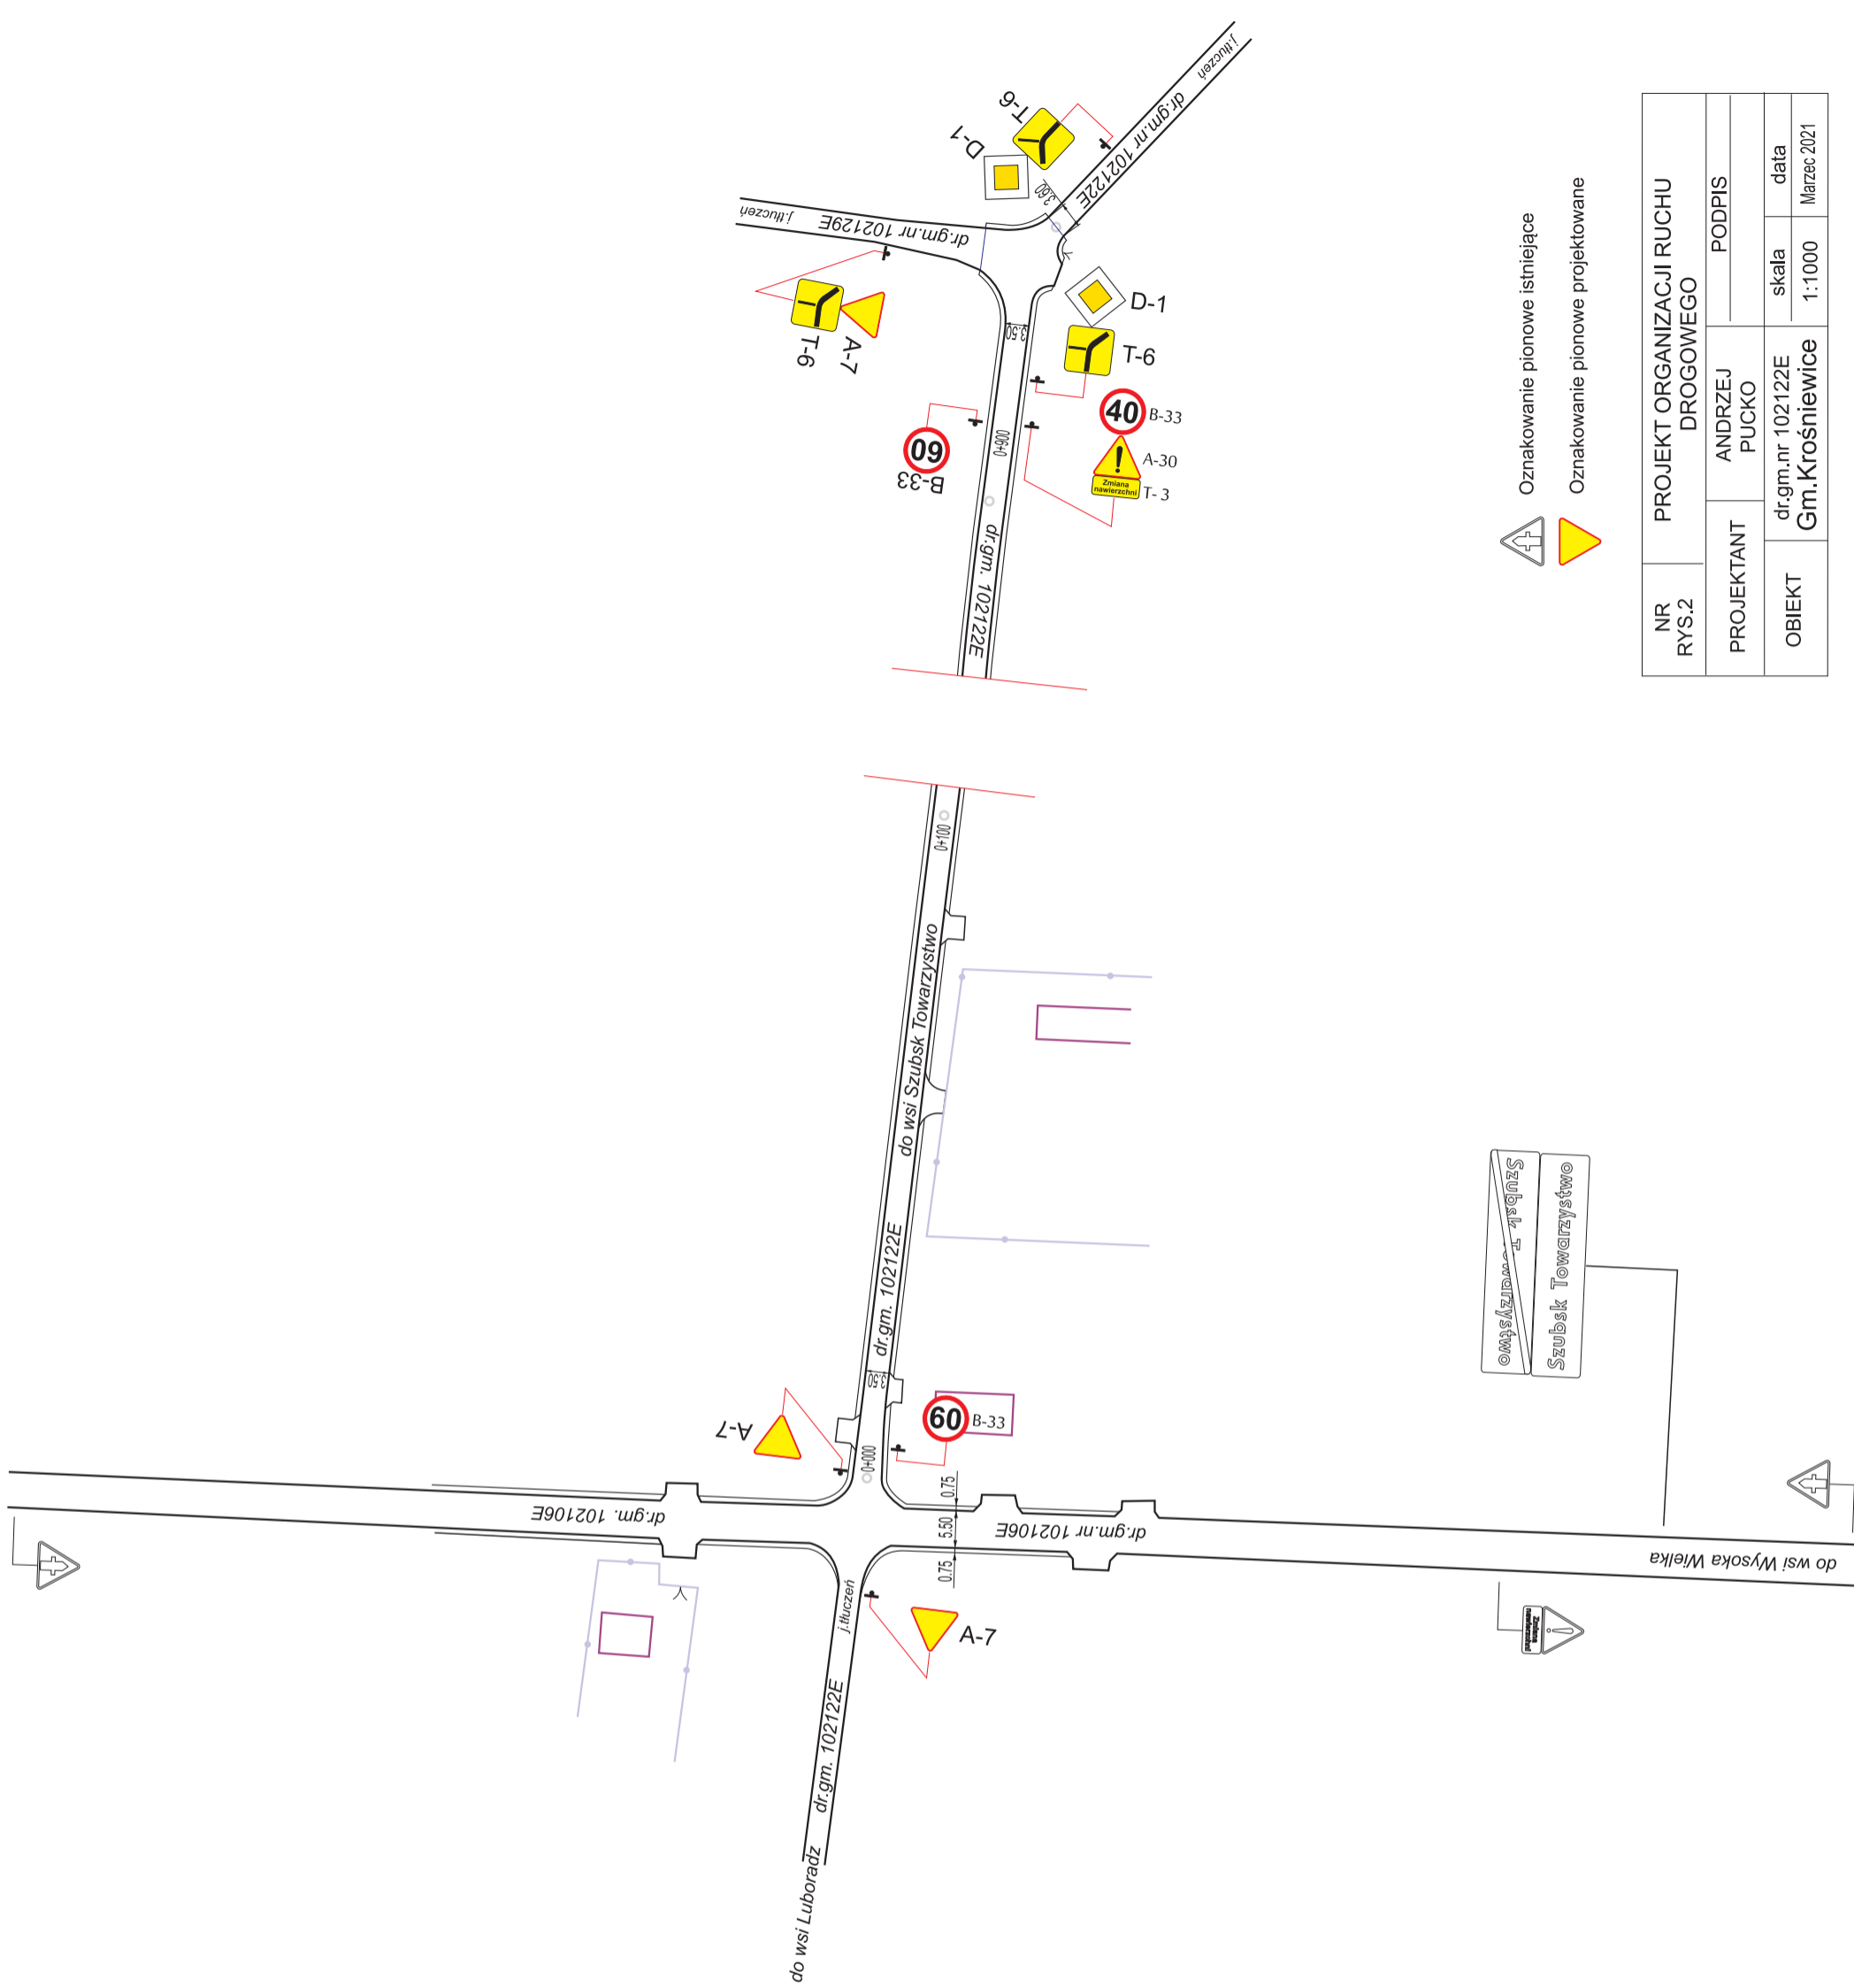 T-6
D-1
j.tłuczeń
dr.gm.nr 102122E
3.60
j.tłuczeń
dr.gm.nr 102129E
T-6
A-7
D-1
3.50
T-6
60
B-33
0+900
40
B-33
A-30
Zmiana
nawierzchni
T- 3
dr.gm. 102122E
0+100
do wsi Szubsk Towarzystwo
dr.gm. 102122E
3.50
A-7
60
B-33
0+000
dr.gm. 102106E
0.75
5.50
0.75
dr.gm.nr 102106E
do wsi Wysoka Wielka
j.tłuczeń
A-7
dr.gm. 102122E
do wsi Luboradz
Szubsk Towarzystwo
Szubsk Towarzystwo
Zmiana
nawierzchni
Oznakowanie pionowe istniejące
Oznakowanie pionowe projektowane
NR
RYS.2
PROJEKT ORGANIZACJI RUCHU
DROGOWEGO
PROJEKTANT
ANDRZEJ
PUCKO
PODPIS
OBIEKT
dr.gm.nr 102122E
Gm.Krośniewice
skala
1:1000
data
Marzec 2021